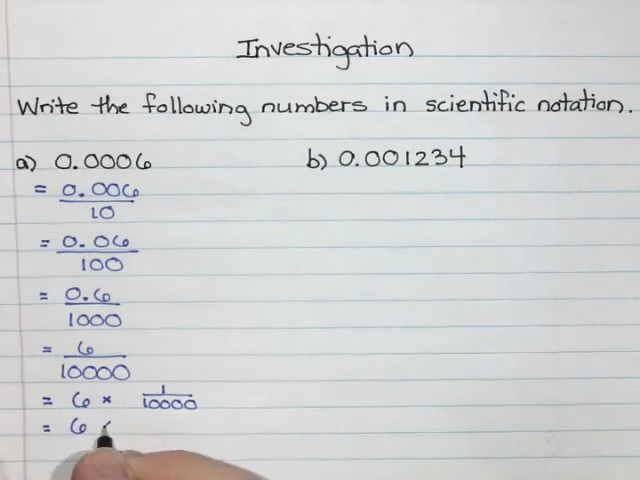 Investigation
Write the following numbers in scientific notation.
a) 0.0006
b) 0.001234
= 0.006
10
= 0.06
100
= 0.6
1000
= 6
10000
= 6 × 1
10000
= 6